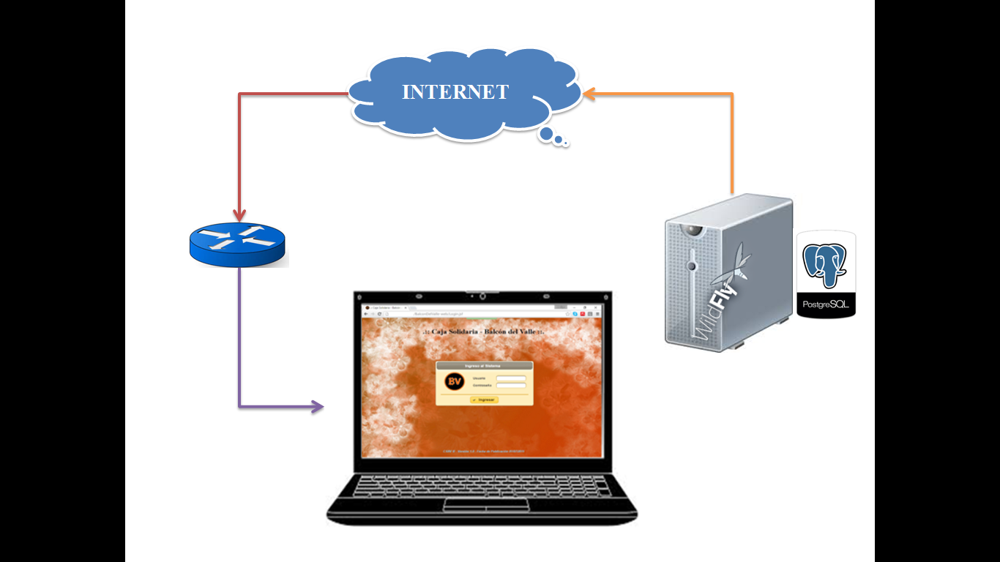 INTERNET
WildFly
PostgreSQL
.:: Caja Solidaria - Balcón del Valle ::.
Ingreso al Sistema
BV
Usuario
Contraseña
Ingresar